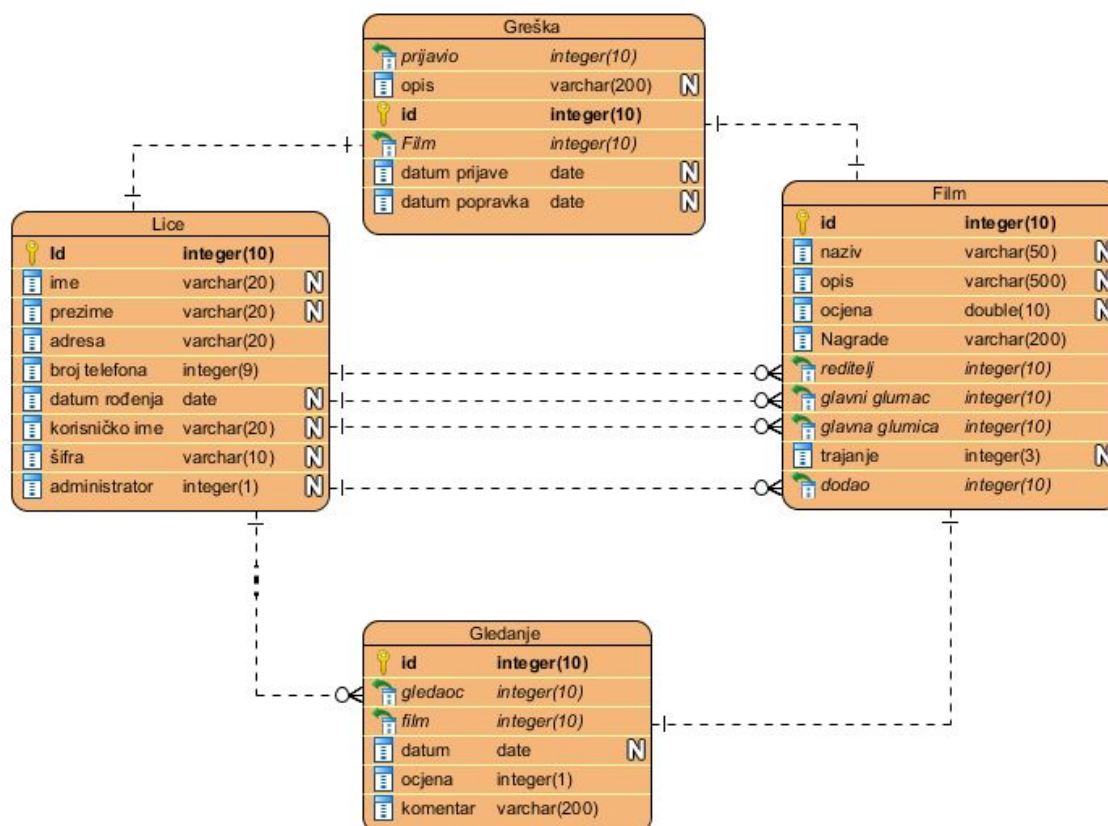 Greška
prijavio integer(10)
opis varchar(200) N
id integer(10)
Film integer(10)
datum prijave date N
datum popravka date N
Lice
Id integer(10)
ime varchar(20) N
prezime varchar(20) N
adresa varchar(20)
broj telefona integer(9)
datum rođenja date N
korisničko ime varchar(20) N
šifra varchar(10) N
administrator integer(1) N
Film
id integer(10)
naziv varchar(50) N
opis varchar(500) N
ocjena double(10) N
Nagrade varchar(200)
reditelj integer(10)
glavni glumac integer(10)
glavna glumica integer(10)
trajanje integer(3) N
dodao integer(10)
Gledanje
id integer(10)
gledaoc integer(10)
film integer(10)
datum date N
ocjena integer(1)
komentar varchar(200)